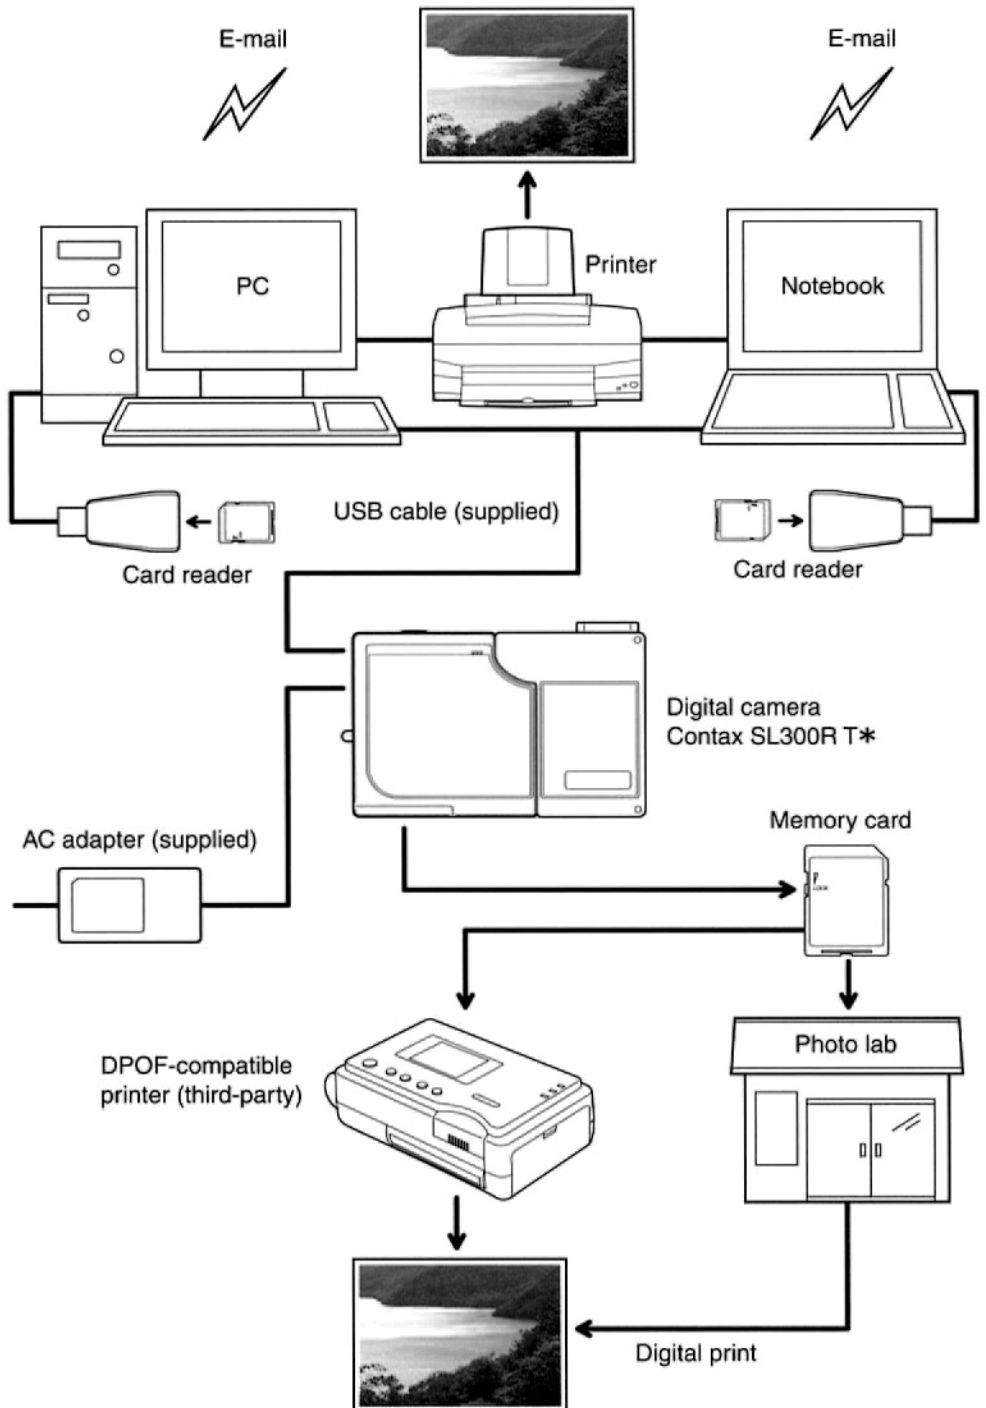 E-mail
E-mail
Printer
PC
Notebook
USB cable (supplied)
Card reader
Card reader
Digital camera
Contax SL300R T*
AC adapter (supplied)
Memory card
LOCK
DPOF-compatible
printer (third-party)
Photo lab
Digital print